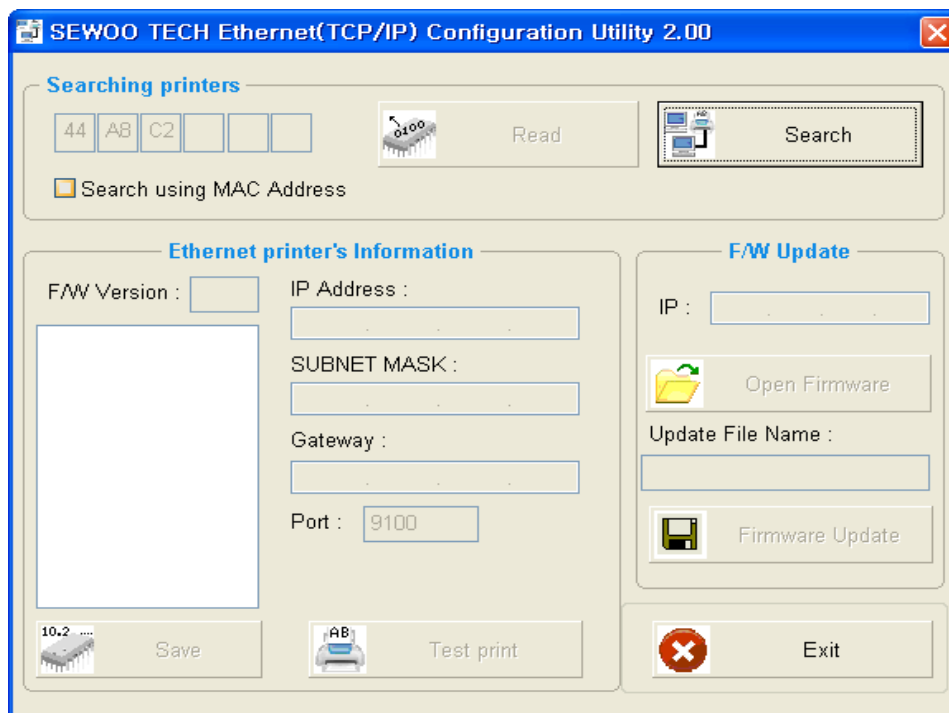 SEWOO TECH Ethernet(TCP/IP) Configuration Utility 2.00
Searching printers
44 A8 C2
Read
Search
Search using MAC Address
Ethernet printer's Information
F/W Version :
IP Address :
. . .
SUBNET MASK :
. . .
Gateway :
. . .
Port : 9100
Save
Test print
F/W Update
IP : . . .
Open Firmware
Update File Name :
Firmware Update
Exit
0100
10.2 ....
AB